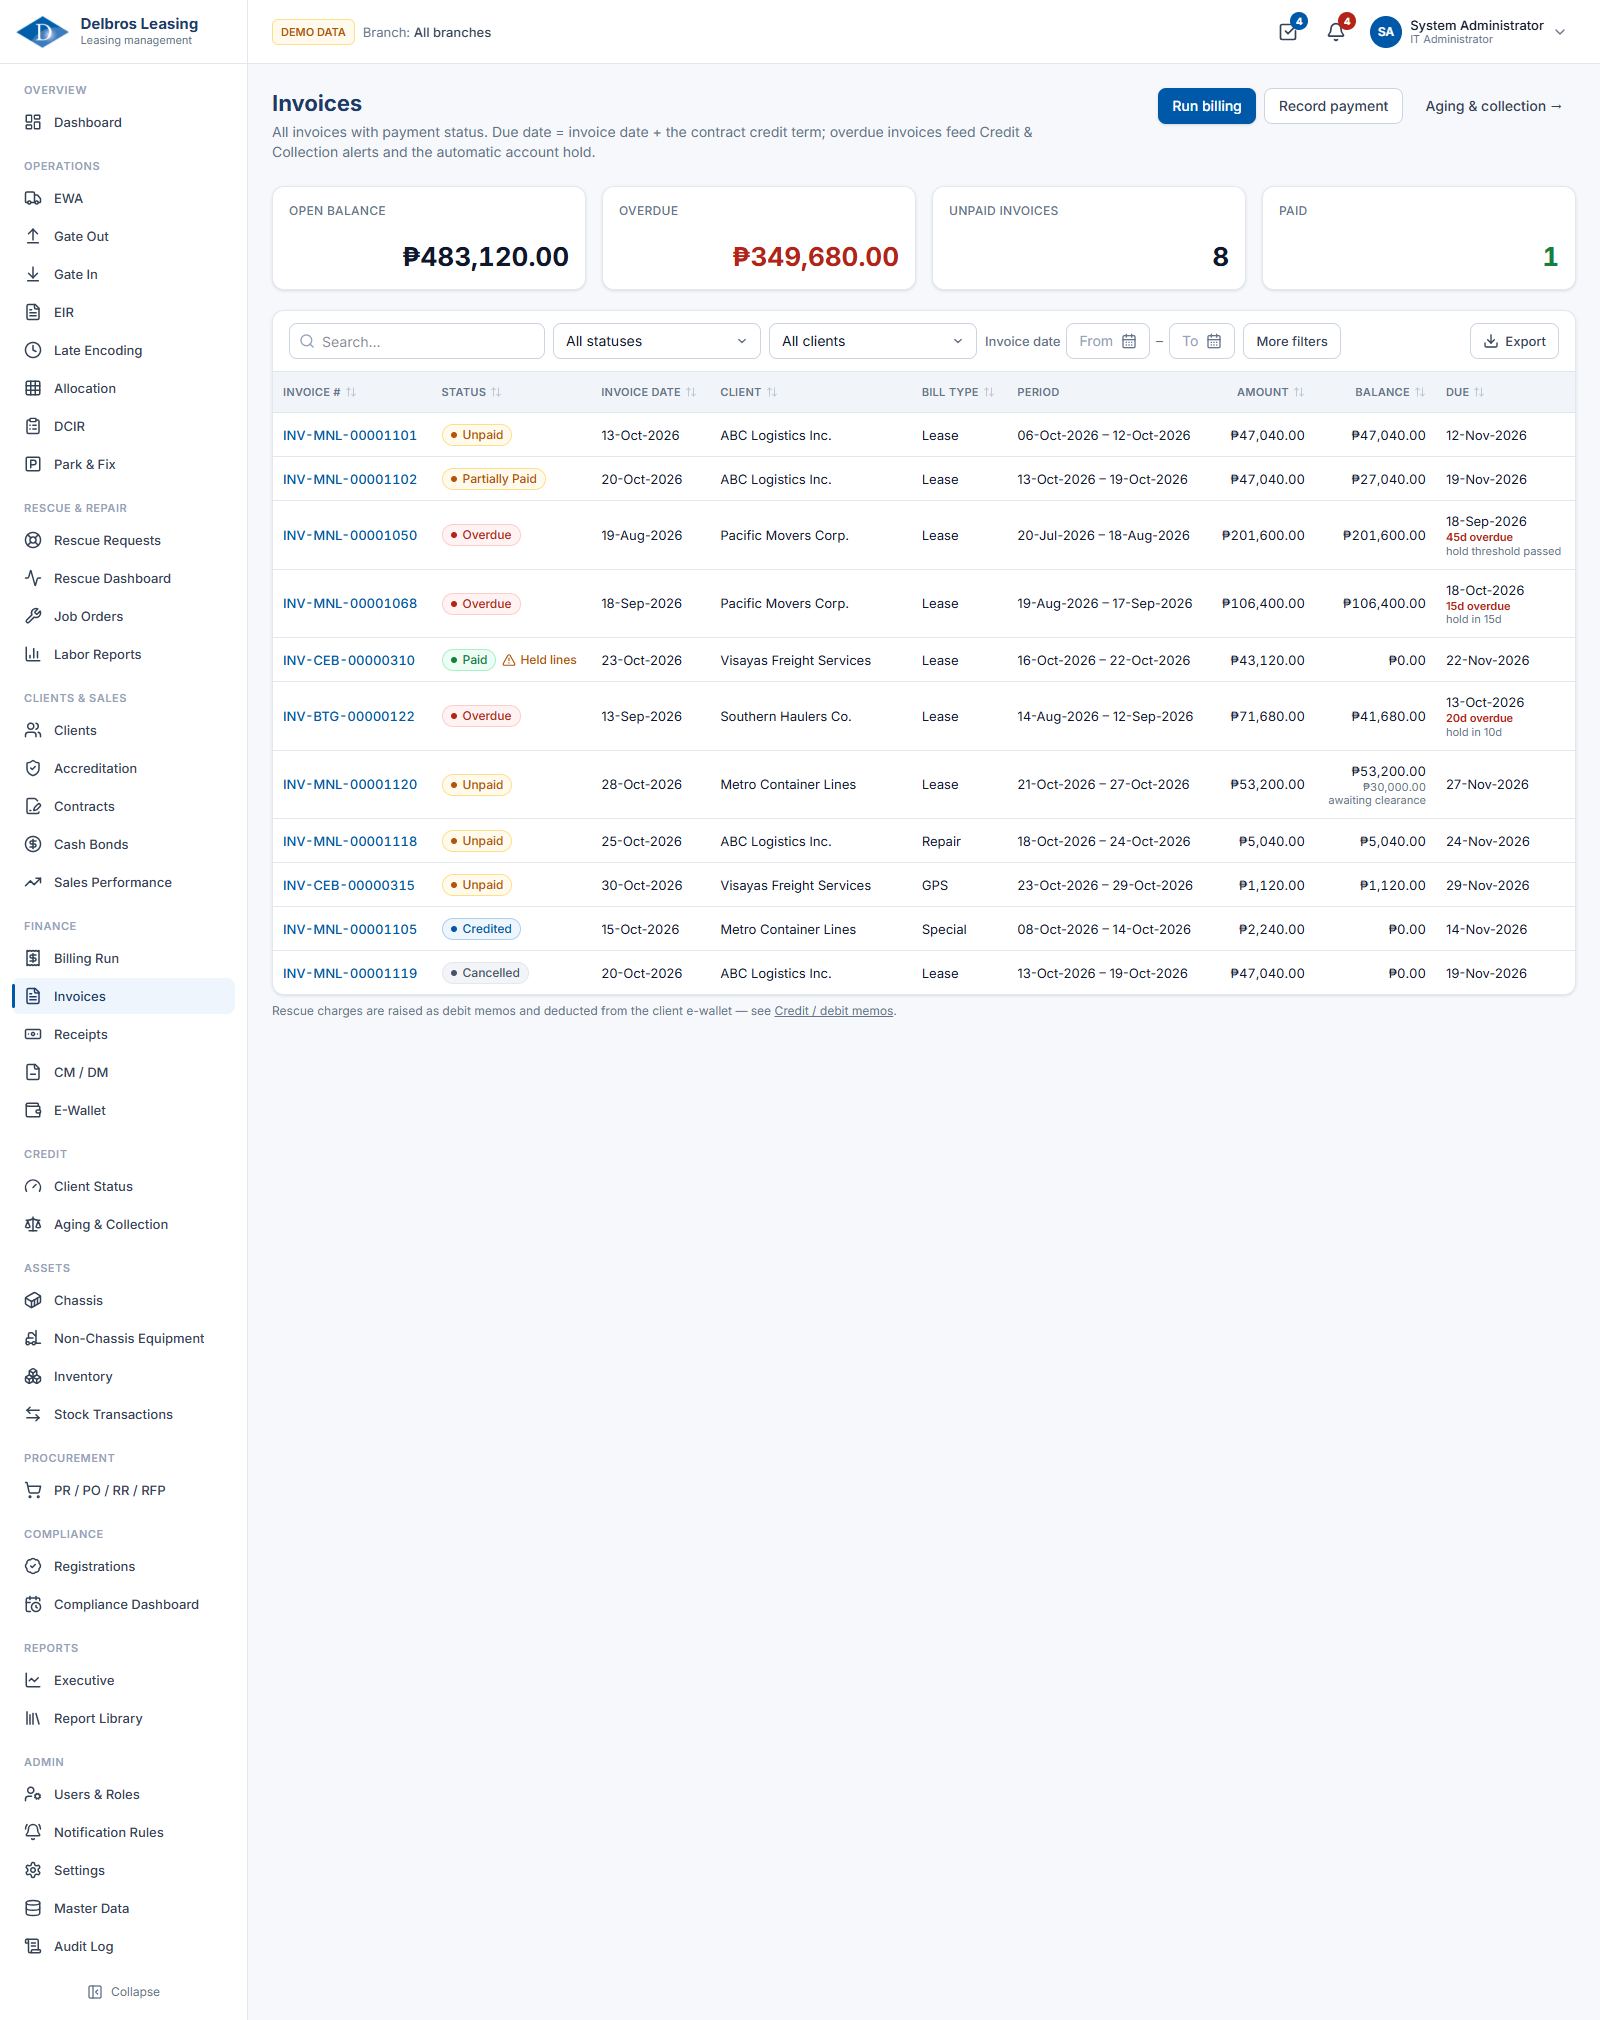 Delbros Leasing
Leasing management
DEMO DATA
Branch: All branches
4
4
SA
System Administrator
IT Administrator
OVERVIEW
Dashboard
OPERATIONS
EWA
Gate Out
Gate In
EIR
Late Encoding
Allocation
DCIR
Park & Fix
RESCUE & REPAIR
Rescue Requests
Rescue Dashboard
Job Orders
Labor Reports
CLIENTS & SALES
Clients
Accreditation
Contracts
Cash Bonds
Sales Performance
FINANCE
Billing Run
Invoices
Receipts
CM / DM
E-Wallet
CREDIT
Client Status
Aging & Collection
ASSETS
Chassis
Non-Chassis Equipment
Inventory
Stock Transactions
PROCUREMENT
PR / PO / RR / RFP
COMPLIANCE
Registrations
Compliance Dashboard
REPORTS
Executive
Report Library
ADMIN
Users & Roles
Notification Rules
Settings
Master Data
Audit Log
Collapse
Invoices
All invoices with payment status. Due date = invoice date + the contract credit term; overdue invoices feed Credit &
Collection alerts and the automatic account hold.
Run billing
Record payment
Aging & collection →
OPEN BALANCE
₱483,120.00
OVERDUE
₱349,680.00
UNPAID INVOICES
8
PAID
1
Search...
All statuses
All clients
Invoice date
From
–
To
More filters
Export
INVOICE # STATUS INVOICE DATE CLIENT BILL TYPE PERIOD AMOUNT BALANCE DUE
INV-MNL-00001101 Unpaid 13-Oct-2026 ABC Logistics Inc. Lease 06-Oct-2026 – 12-Oct-2026 ₱47,040.00 ₱47,040.00 12-Nov-2026
INV-MNL-00001102 Partially Paid 20-Oct-2026 ABC Logistics Inc. Lease 13-Oct-2026 – 19-Oct-2026 ₱47,040.00 ₱27,040.00 19-Nov-2026
INV-MNL-00001050 Overdue 19-Aug-2026 Pacific Movers Corp. Lease 20-Jul-2026 – 18-Aug-2026 ₱201,600.00 ₱201,600.00 18-Sep-2026
45d overdue
hold threshold passed
INV-MNL-00001068 Overdue 18-Sep-2026 Pacific Movers Corp. Lease 19-Aug-2026 – 17-Sep-2026 ₱106,400.00 ₱106,400.00 18-Oct-2026
15d overdue
hold in 15d
INV-CEB-00000310 Paid Held lines 23-Oct-2026 Visayas Freight Services Lease 16-Oct-2026 – 22-Oct-2026 ₱43,120.00 ₱0.00 22-Nov-2026
INV-BTG-00000122 Overdue 13-Sep-2026 Southern Haulers Co. Lease 14-Aug-2026 – 12-Sep-2026 ₱71,680.00 ₱41,680.00 13-Oct-2026
20d overdue
hold in 10d
INV-MNL-00001120 Unpaid 28-Oct-2026 Metro Container Lines Lease 21-Oct-2026 – 27-Oct-2026 ₱53,200.00 ₱53,200.00 27-Nov-2026
₱30,000.00
awaiting clearance
INV-MNL-00001118 Unpaid 25-Oct-2026 ABC Logistics Inc. Repair 18-Oct-2026 – 24-Oct-2026 ₱5,040.00 ₱5,040.00 24-Nov-2026
INV-CEB-00000315 Unpaid 30-Oct-2026 Visayas Freight Services GPS 23-Oct-2026 – 29-Oct-2026 ₱1,120.00 ₱1,120.00 29-Nov-2026
INV-MNL-00001105 Credited 15-Oct-2026 Metro Container Lines Special 08-Oct-2026 – 14-Oct-2026 ₱2,240.00 ₱0.00 14-Nov-2026
INV-MNL-00001119 Cancelled 20-Oct-2026 ABC Logistics Inc. Lease 13-Oct-2026 – 19-Oct-2026 ₱47,040.00 ₱0.00 19-Nov-2026
Rescue charges are raised as debit memos and deducted from the client e-wallet — see Credit / debit memos.